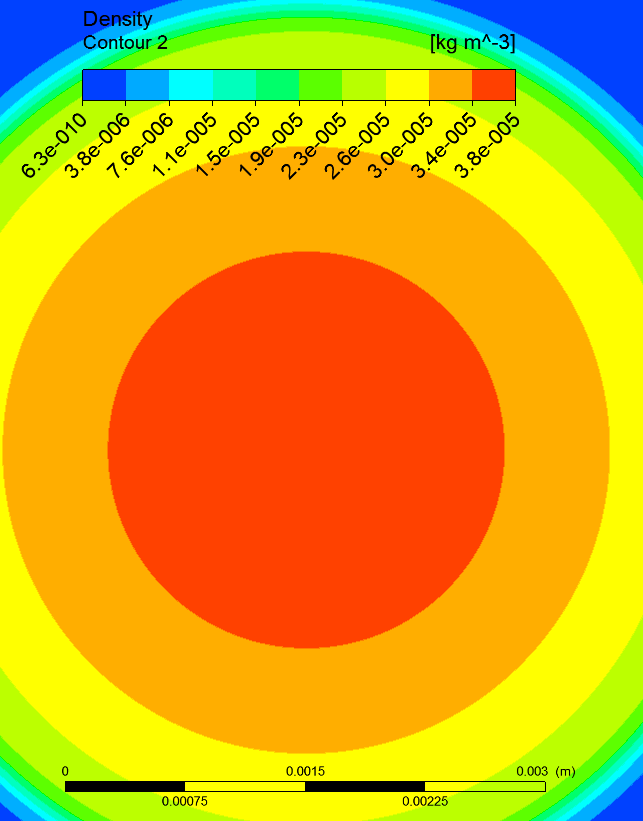 Density
Contour 2
[kg m^-3]
6.3e-010
3.8e-006
7.6e-006
1.1e-005
1.5e-005
1.9e-005
2.3e-005
2.6e-005
3.0e-005
3.4e-005
3.8e-005
0
0.0015
0.003
(m)
0.00075
0.00225